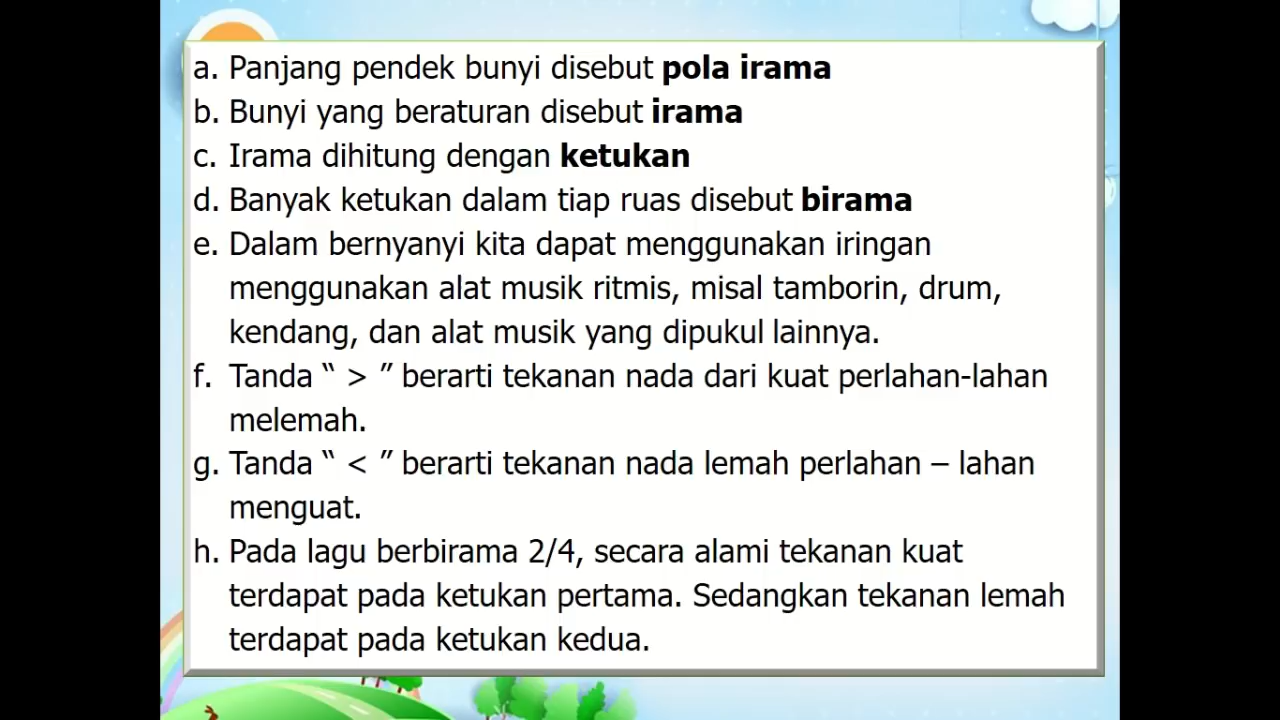 a. Panjang pendek bunyi disebut pola irama
b. Bunyi yang beraturan disebut irama
c. Irama dihitung dengan ketukan
d. Banyak ketukan dalam tiap ruas disebut birama
e. Dalam bernyanyi kita dapat menggunakan iringan
menggunakan alat musik ritmis, misal tamborin, drum,
kendang, dan alat musik yang dipukul lainnya.
f. Tanda “ > ” berarti tekanan nada dari kuat perlahan-lahan
melemah.
g. Tanda “ < ” berarti tekanan nada lemah perlahan – lahan
menguat.
h. Pada lagu berbirama 2/4, secara alami tekanan kuat
terdapat pada ketukan pertama. Sedangkan tekanan lemah
terdapat pada ketukan kedua.